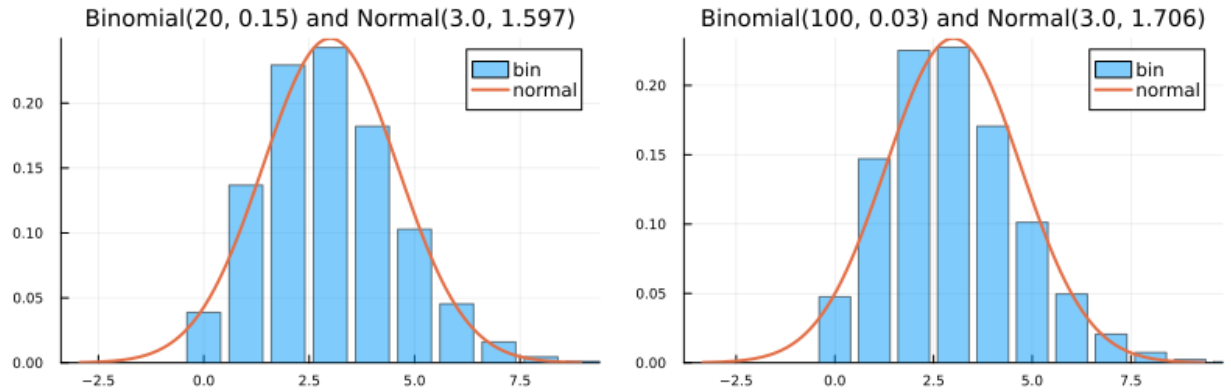 Binomial(20, 0.15) and Normal(3.0, 1.597)
bin
normal
0.20
0.15
0.10
0.05
0.00
−2.5 0.0 2.5 5.0 7.5
Binomial(100, 0.03) and Normal(3.0, 1.706)
bin
normal
0.20
0.15
0.10
0.05
0.00
−2.5 0.0 2.5 5.0 7.5